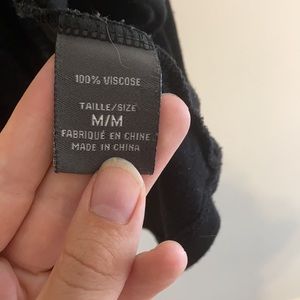 100% VISCOSE
TAILLE/SIZE
M/M
FABRIQUÉ EN CHINE
MADE IN CHINA